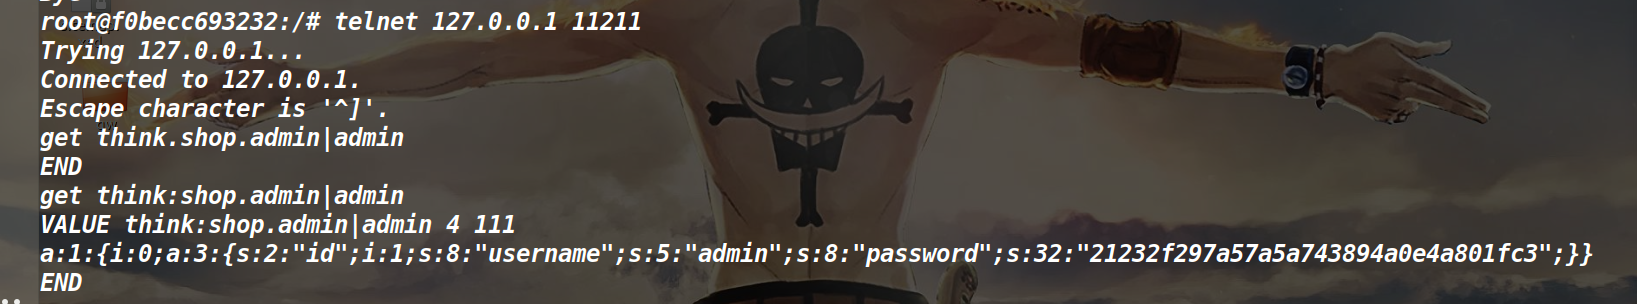 root@f0becc693232:/# telnet 127.0.0.1 11211
Trying 127.0.0.1...
Connected to 127.0.0.1.
Escape character is '^]'.
get think.shop.admin|admin
END
get think:shop.admin|admin
VALUE think:shop.admin|admin 4 111
a:1:{i:0;a:3:{s:2:"id";i:1;s:8:"username";s:5:"admin";s:8:"password";s:32:"21232f297a57a5a743894a0e4a801fc3";}}
END